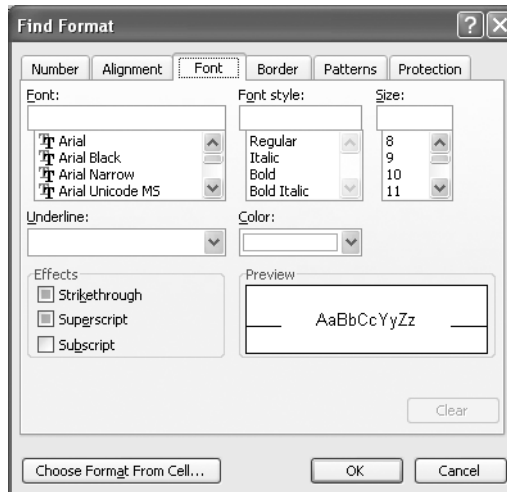 Find Format
Number Alignment Font Border Patterns Protection
Font: Font style: Size:
Arial Regular 8
Arial Black Italic 9
Arial Narrow Bold 10
Arial Unicode MS Bold Italic 11
Underline: Color:
Effects Preview
Strikethrough
Superscript AaBbCcYyZz
Subscript
Clear
Choose Format From Cell... OK Cancel